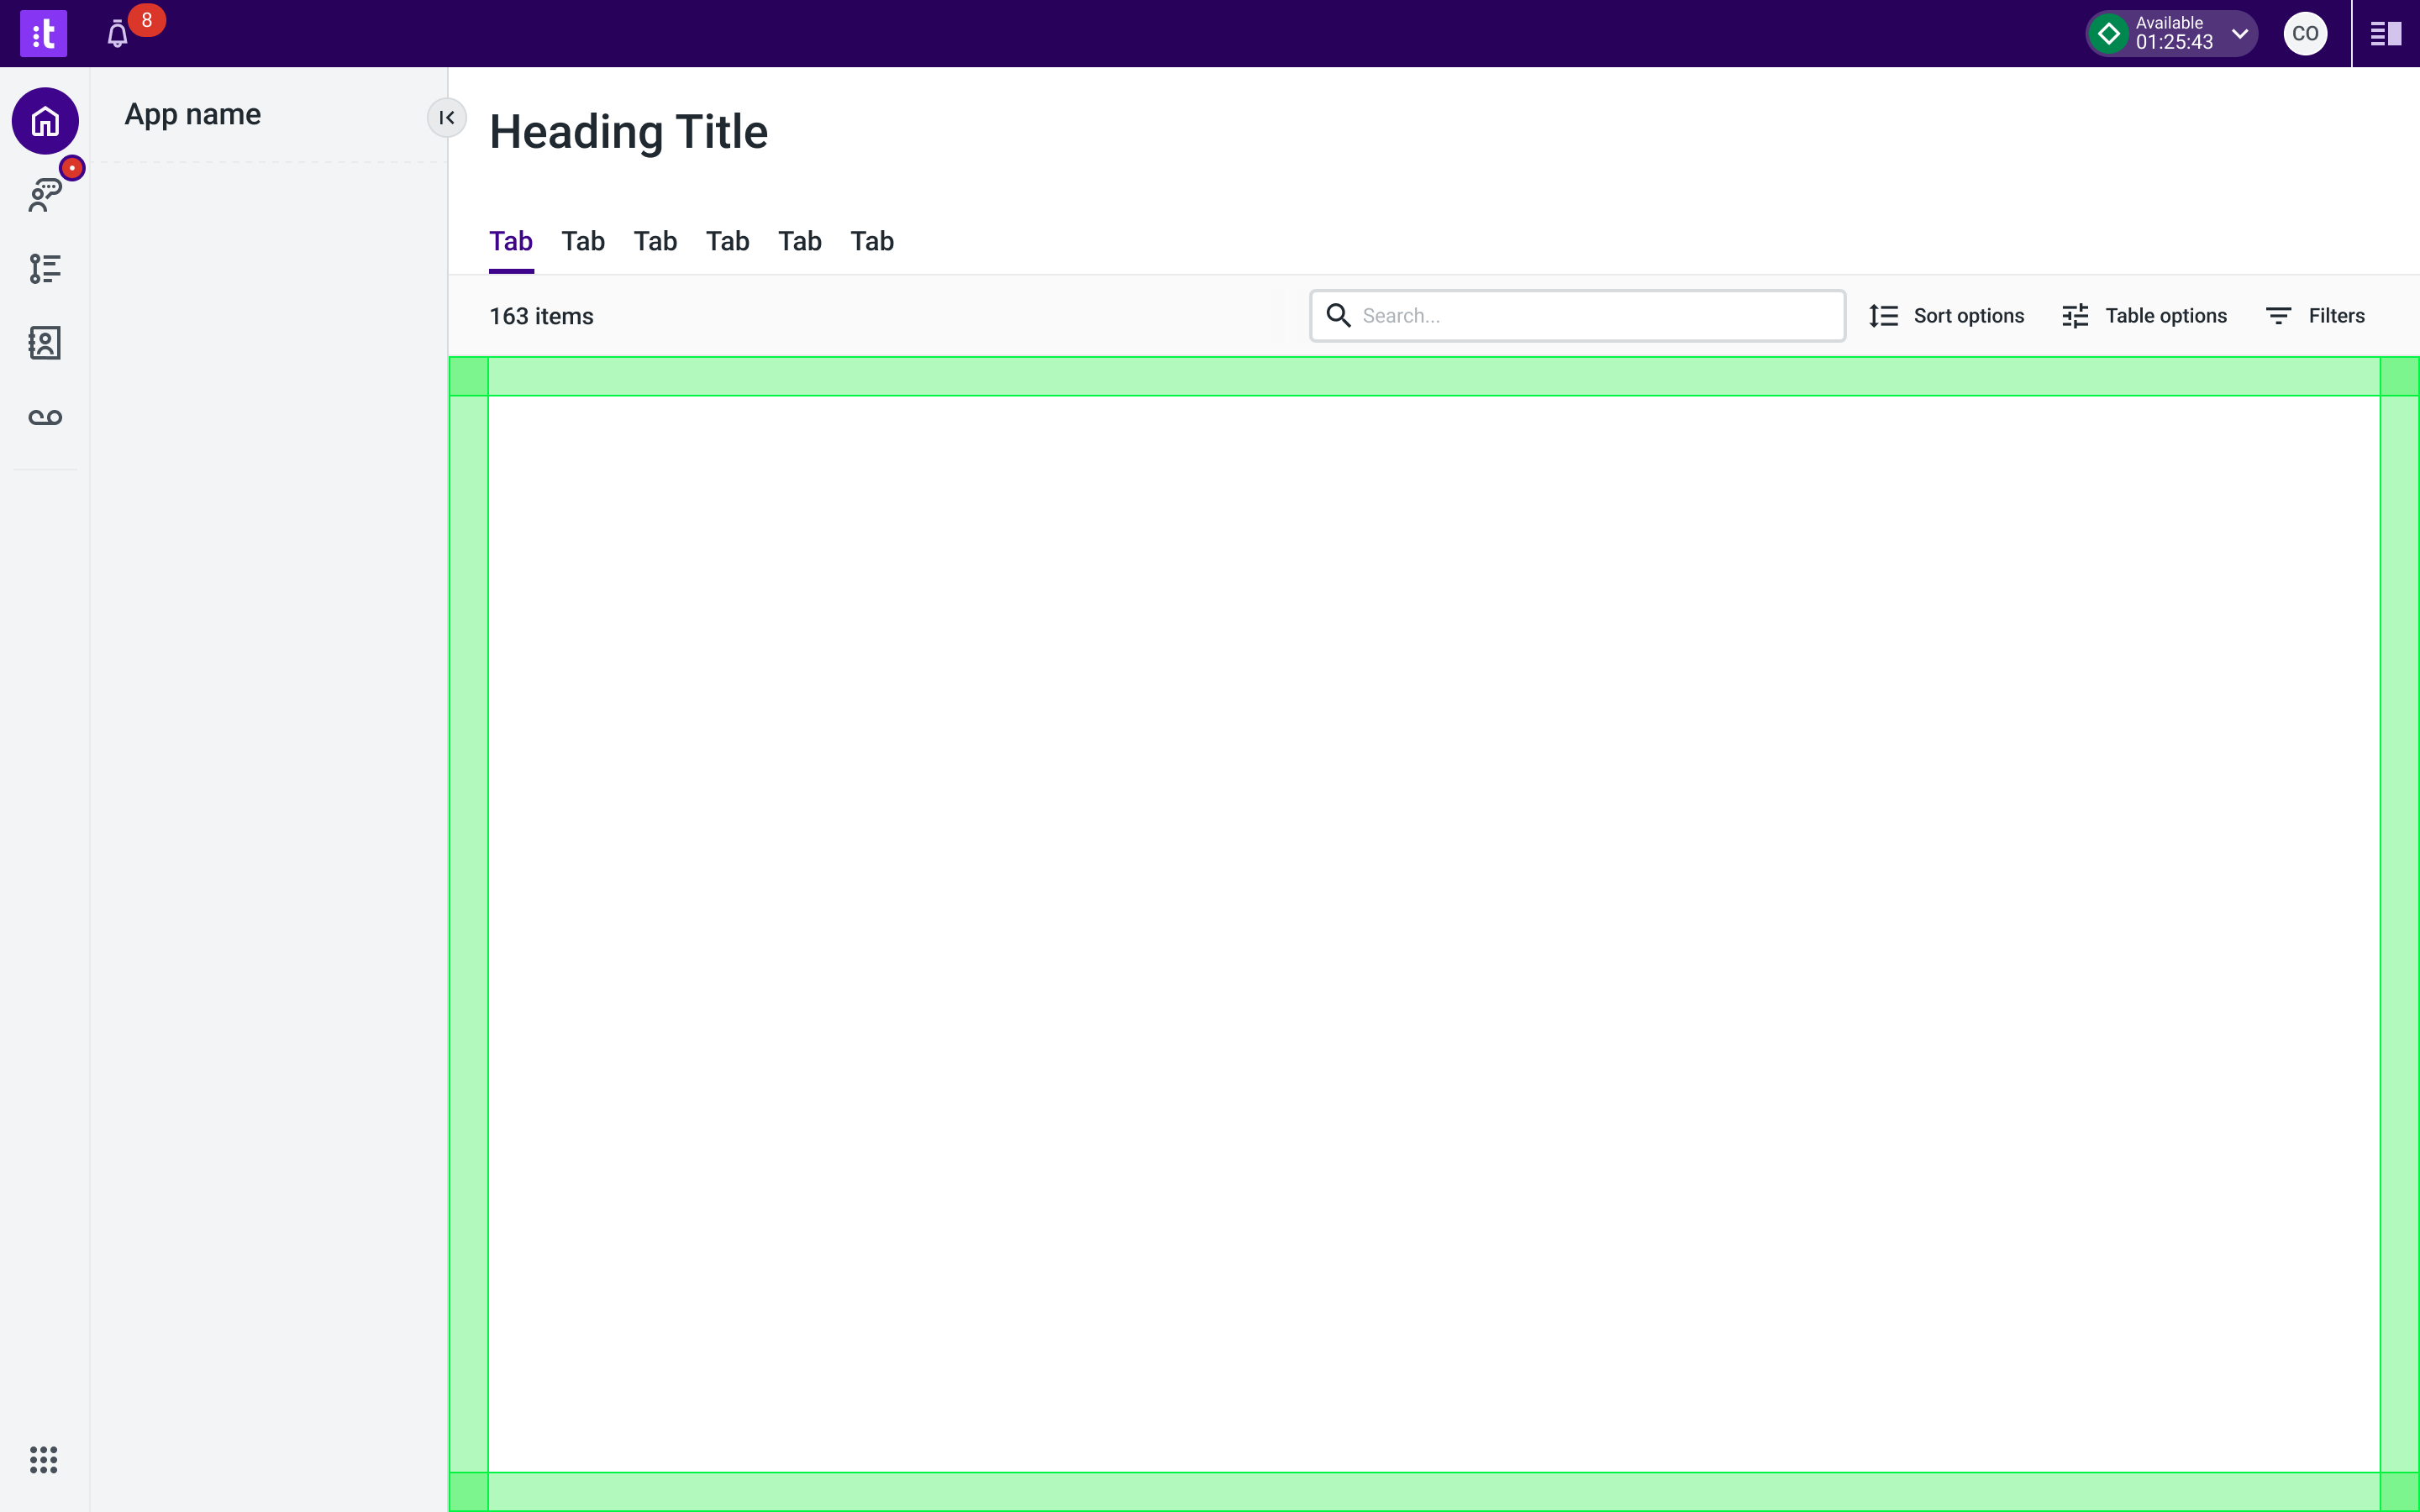 :t
8
Available
01:25:43
CO
App name
Heading Title
Tab Tab Tab Tab Tab Tab
163 items
Search...
Sort options
Table options
Filters